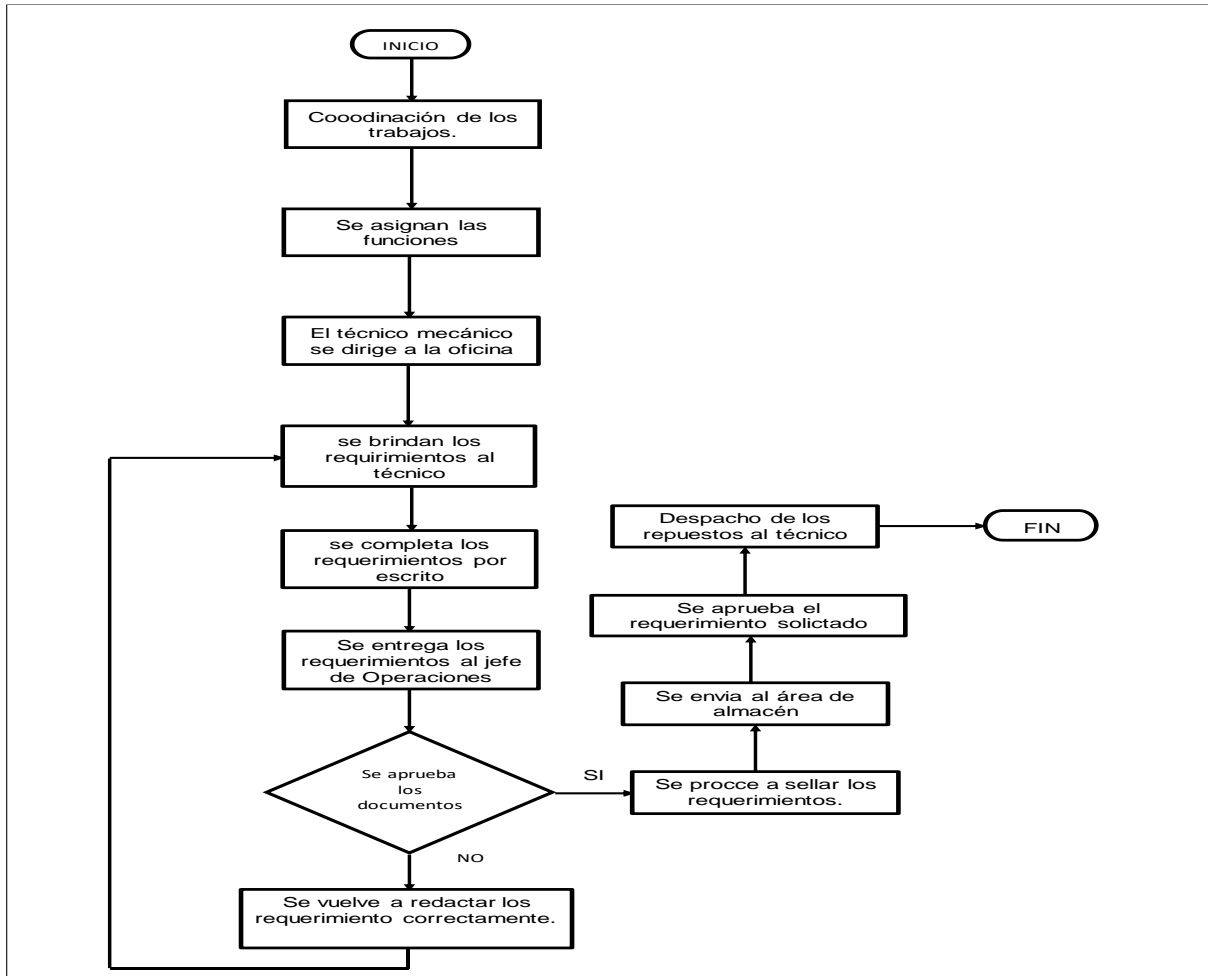 INICIO
Cooodinación de los
trabajos.
Se asignan las
funciones
El técnico mecánico
se dirige a la oficina
se brindan los
requirimientos al
técnico
se completa los
requerimientos por
escrito
Se entrega los
requerimientos al jefe
de Operaciones
Se aprueba
los
documentos
SI
NO
Se vuelve a redactar los
requerimiento correctamente.
Se procce a sellar los
requerimientos.
Se envia al área de
almacén
Se aprueba el
requerimiento solictado
Despacho de los
repuestos al técnico
FIN